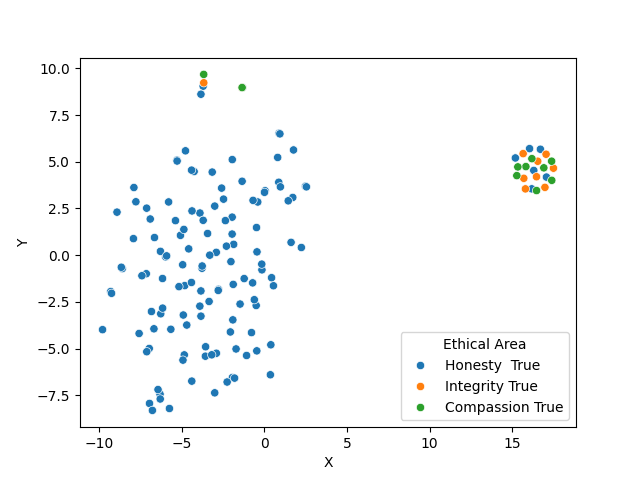 10.0
7.5
5.0
2.5
0.0
−2.5
−5.0
−7.5
Y
−10
−5
0
5
10
15
X
Ethical Area
Honesty  True
Integrity True
Compassion True